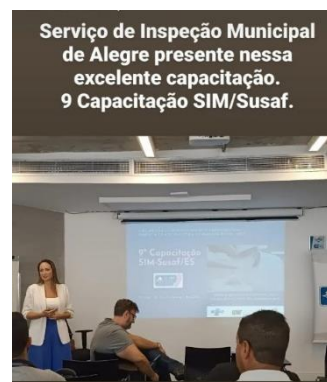 Serviço de Inspeção Municipal
de Alegre presente nessa
excelente capacitação.
9 Capacitação SIM/Susaf.
9ª Capacitação
SIM-Susaf/ES